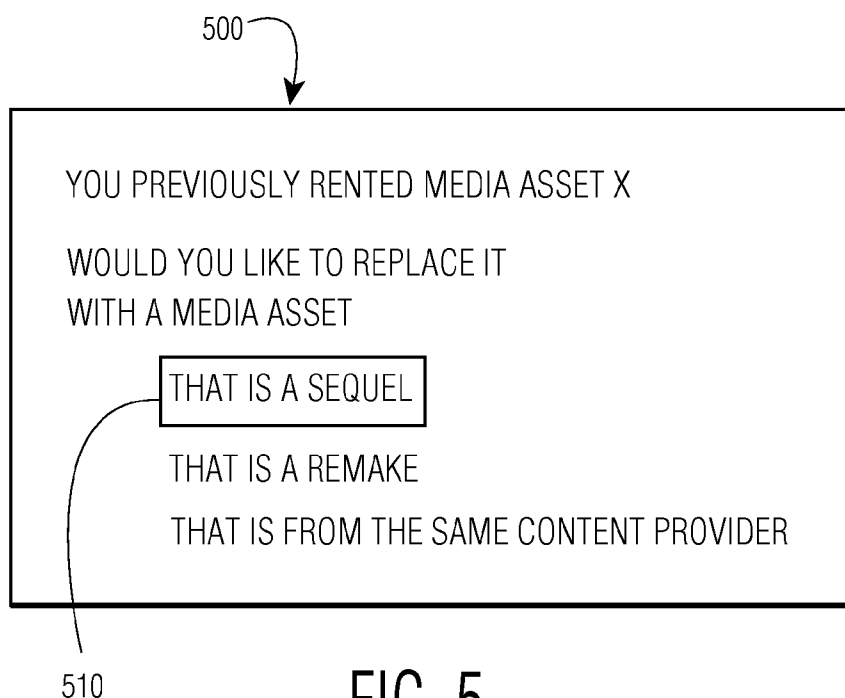 500
YOU PREVIOUSLY RENTED MEDIA ASSET X
WOULD YOU LIKE TO REPLACE IT
WITH A MEDIA ASSET
THAT IS A SEQUEL
THAT IS A REMAKE
THAT IS FROM THE SAME CONTENT PROVIDER
510
FIG. 5